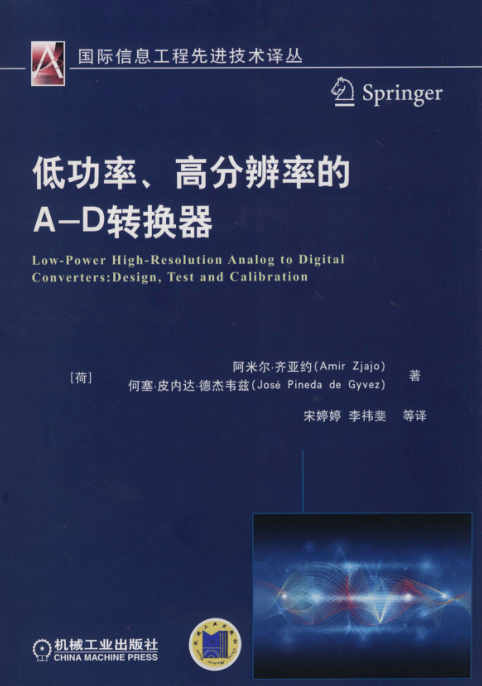 国际信息工程先进技术译丛
Springer
低功率、高分辨率的
A-D转换器
Low-Power High-Resolution Analog to Digital
Converters:Design, Test and Calibration
[荷]
阿米尔·齐亚约(Amir Zjajo)
何塞·皮内达·德杰韦兹(José Pineda de Gyvez)
著
宋婷婷 李祎斐 等译
机械工业出版社
CHINA MACHINE PRESS